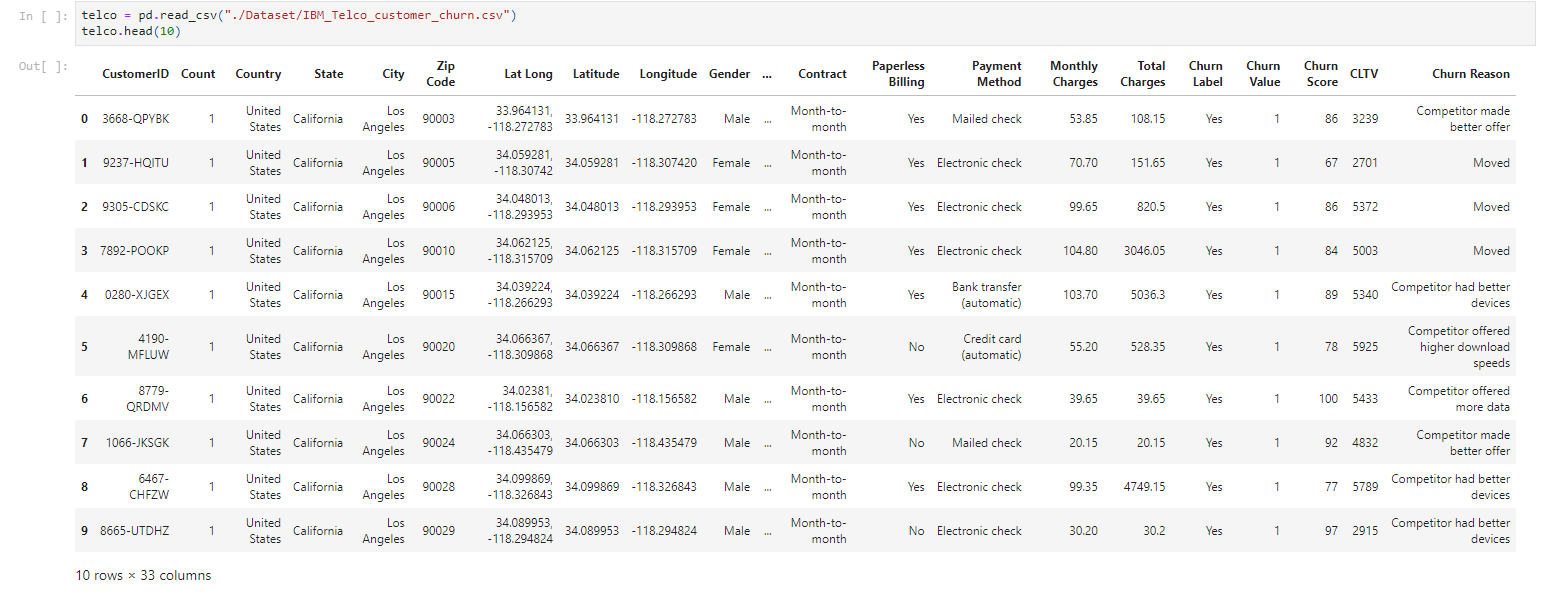 In [ ]: telco = pd.read_csv("./Dataset/IBM_Telco_customer_churn.csv")
telco.head(10)
Out[ ]:
CustomerID Count Country State City Zip Code Lat Long Latitude Longitude Gender ... Contract Paperless Billing Payment Method Monthly Charges Total Charges Churn Label Churn Value Churn Score CLTV Churn Reason
0 3668-QPYBK 1 United States California Los Angeles 90003 33.964131, -118.272783 33.964131 -118.272783 Male ... Month-to-month Yes Mailed check 53.85 108.15 Yes 1 86 3239 Competitor made better offer
1 9237-HQITU 1 United States California Los Angeles 90005 34.059281, -118.30742 34.059281 -118.307420 Female ... Month-to-month Yes Electronic check 70.70 151.65 Yes 1 67 2701 Moved
2 9305-CDSKC 1 United States California Los Angeles 90006 34.048013, -118.293953 34.048013 -118.293953 Female ... Month-to-month Yes Electronic check 99.65 820.5 Yes 1 86 5372 Moved
3 7892-POOKP 1 United States California Los Angeles 90010 34.062125, -118.315709 34.062125 -118.315709 Female ... Month-to-month Yes Electronic check 104.80 3046.05 Yes 1 84 5003 Moved
4 0280-XJGEX 1 United States California Los Angeles 90015 34.039224, -118.266293 34.039224 -118.266293 Male ... Month-to-month Yes Bank transfer (automatic) 103.70 5036.3 Yes 1 89 5340 Competitor had better devices
5 4190-MFLUW 1 United States California Los Angeles 90020 34.066367, -118.309868 34.066367 -118.309868 Female ... Month-to-month No Credit card (automatic) 55.20 528.35 Yes 1 78 5925 Competitor offered higher download speeds
6 8779-QRDMV 1 United States California Los Angeles 90022 34.02381, -118.156582 34.023810 -118.156582 Male ... Month-to-month Yes Electronic check 39.65 39.65 Yes 1 100 5433 Competitor offered more data
7 1066-JKSGK 1 United States California Los Angeles 90024 34.066303, -118.435479 34.066303 -118.435479 Male ... Month-to-month No Mailed check 20.15 20.15 Yes 1 92 4832 Competitor made better offer
8 6467-CHFZW 1 United States California Los Angeles 90028 34.099869, -118.326843 34.099869 -118.326843 Male ... Month-to-month Yes Electronic check 99.35 4749.15 Yes 1 77 5789 Competitor had better devices
9 8665-UTDHZ 1 United States California Los Angeles 90029 34.089953, -118.294824 34.089953 -118.294824 Male ... Month-to-month No Electronic check 30.20 30.2 Yes 1 97 2915 Competitor had better devices
10 rows × 33 columns